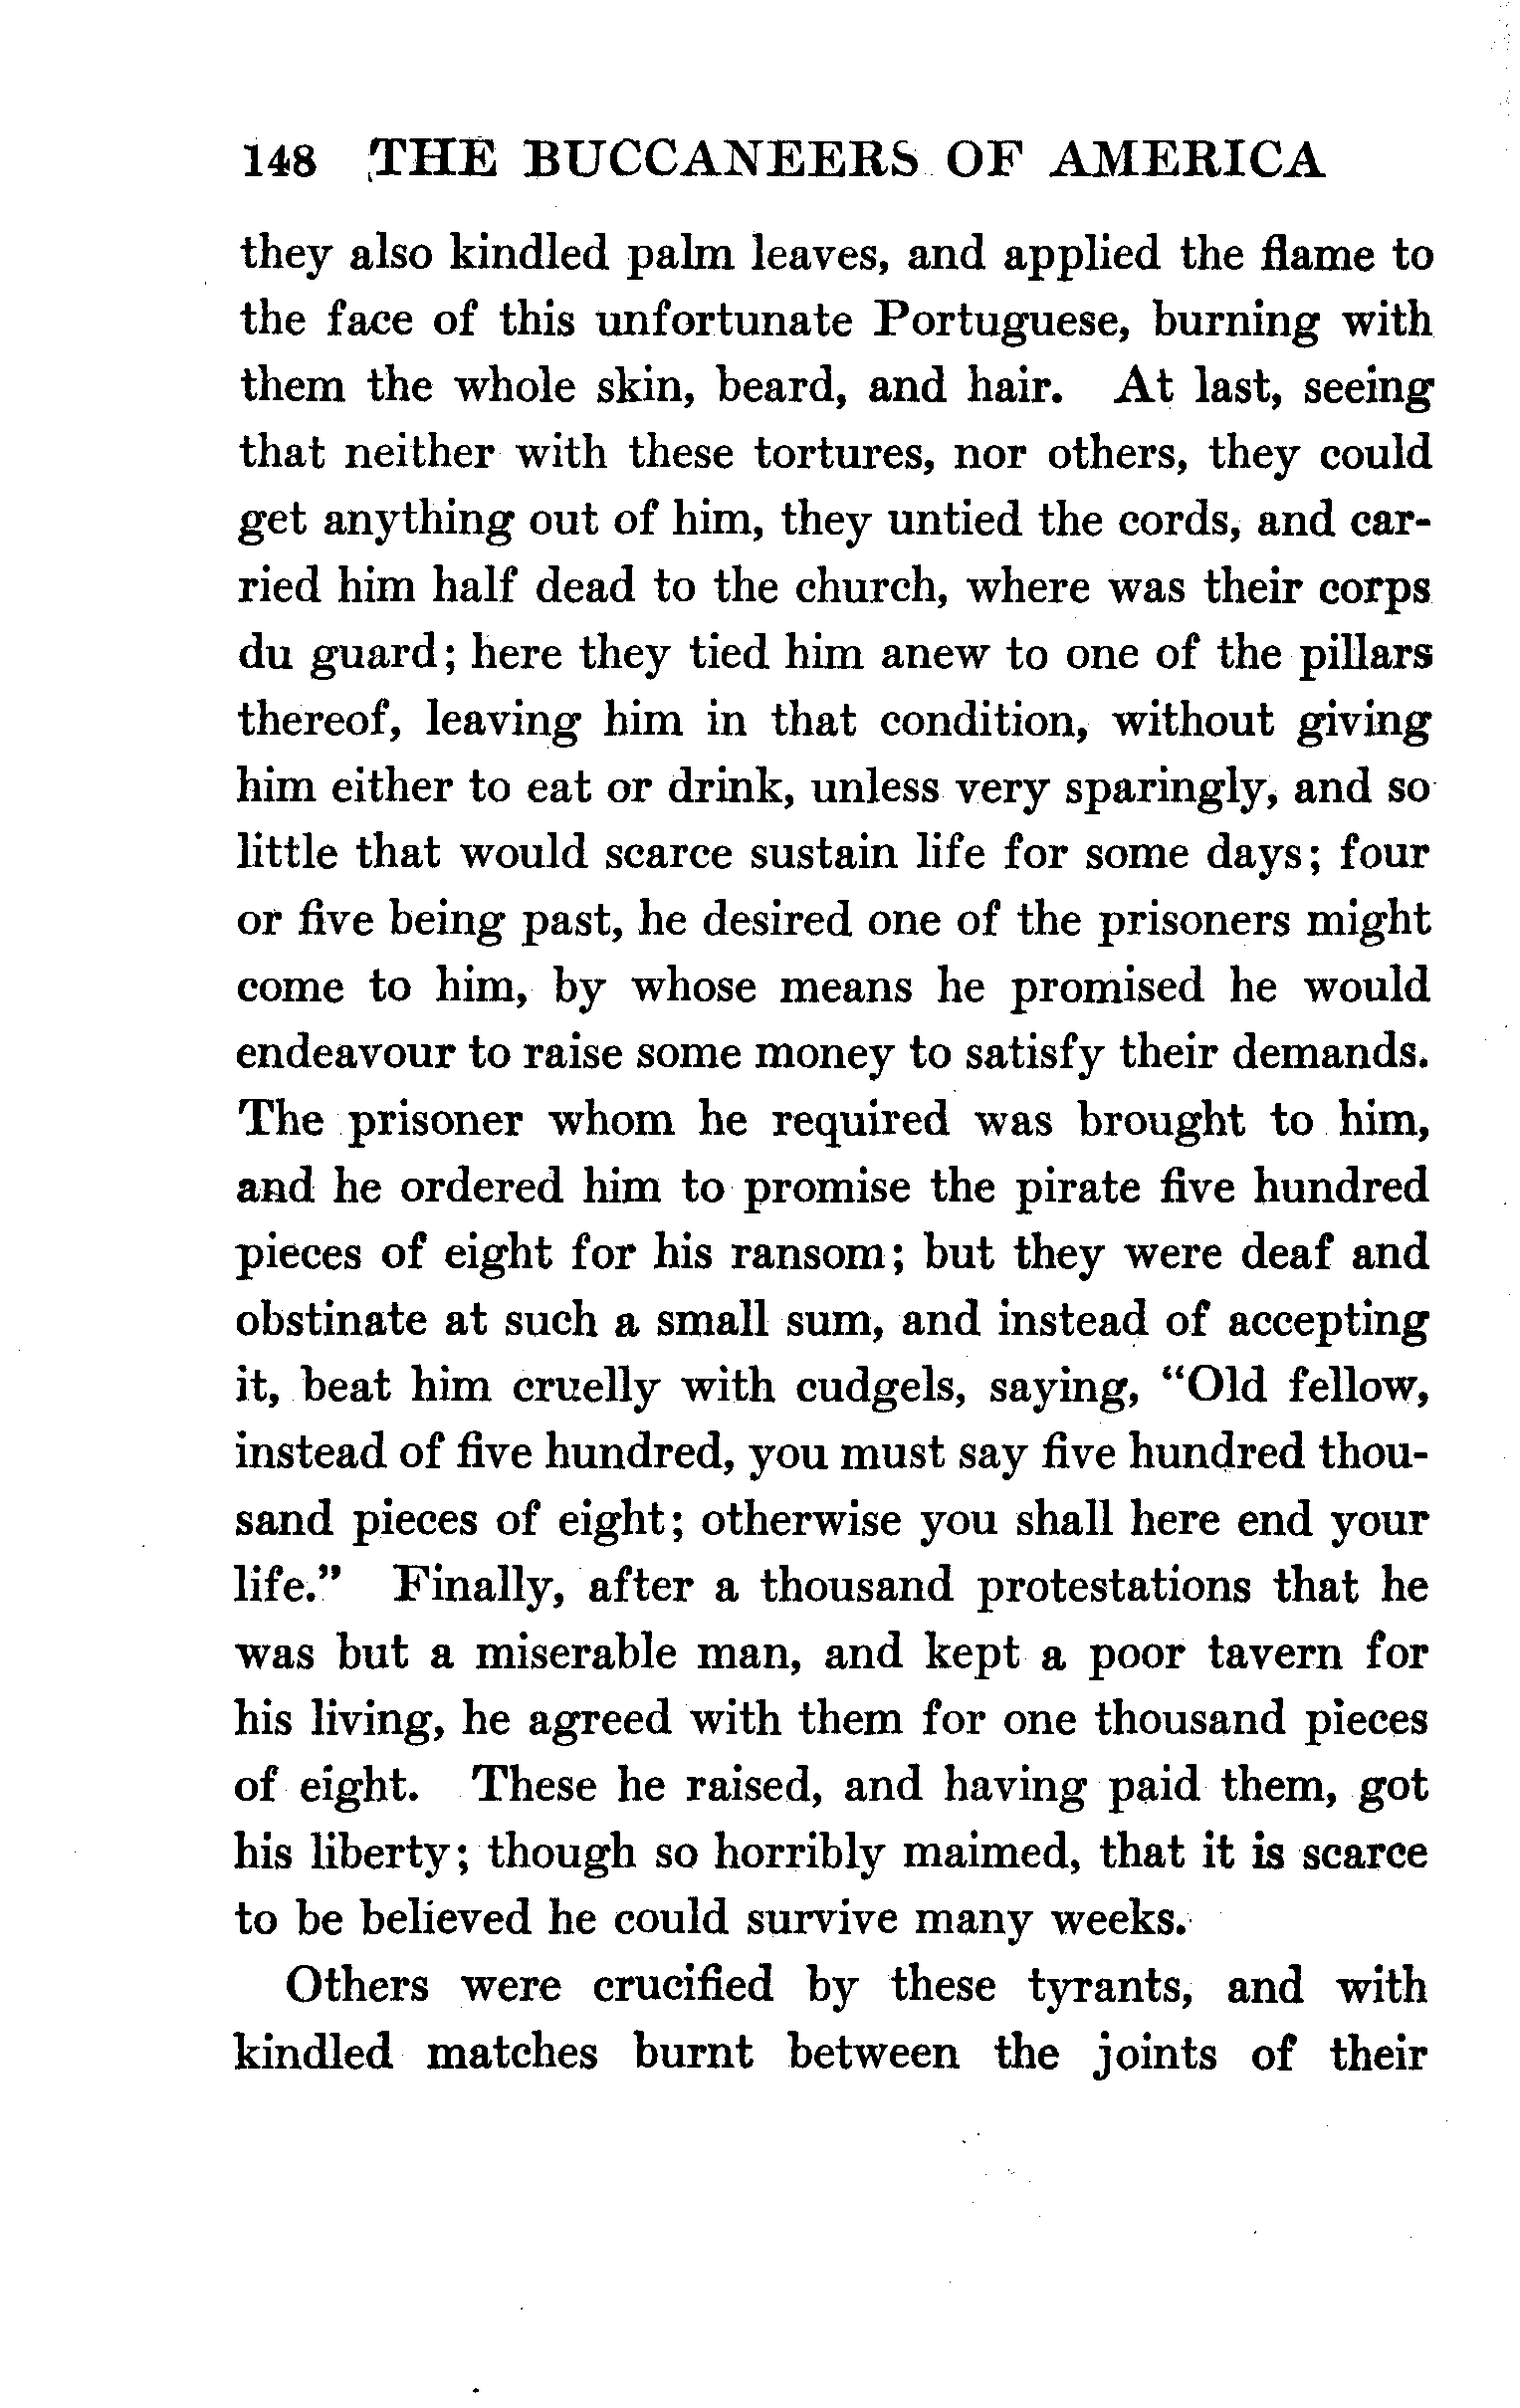 148 THE BUCCANEERS OF AMERICA
they also kindled palm leaves, and applied the flame to
the face of this unfortunate Portuguese, burning with
them the whole skin, beard, and hair. At last, seeing
that neither with these tortures, nor others, they could
get anything out of him, they untied the cords, and car-
ried him half dead to the church, where was their corps
du guard; here they tied him anew to one of the pillars
thereof, leaving him in that condition, without giving
him either to eat or drink, unless very sparingly, and so
little that would scarce sustain life for some days; four
or five being past, he desired one of the prisoners might
come to him, by whose means he promised he would
endeavour to raise some money to satisfy their demands.
The prisoner whom he required was brought to him,
and he ordered him to promise the pirate five hundred
pieces of eight for his ransom; but they were deaf and
obstinate at such a small sum, and instead of accepting
it, beat him cruelly with cudgels, saying, “Old fellow,
instead of five hundred, you must say five hundred thou-
sand pieces of eight; otherwise you shall here end your
life.” Finally, after a thousand protestations that he
was but a miserable man, and kept a poor tavern for
his living, he agreed with them for one thousand pieces
of eight. These he raised, and having paid them, got
his liberty; though so horribly maimed, that it is scarce
to be believed he could survive many weeks.
Others were crucified by these tyrants, and with
kindled matches burnt between the joints of their